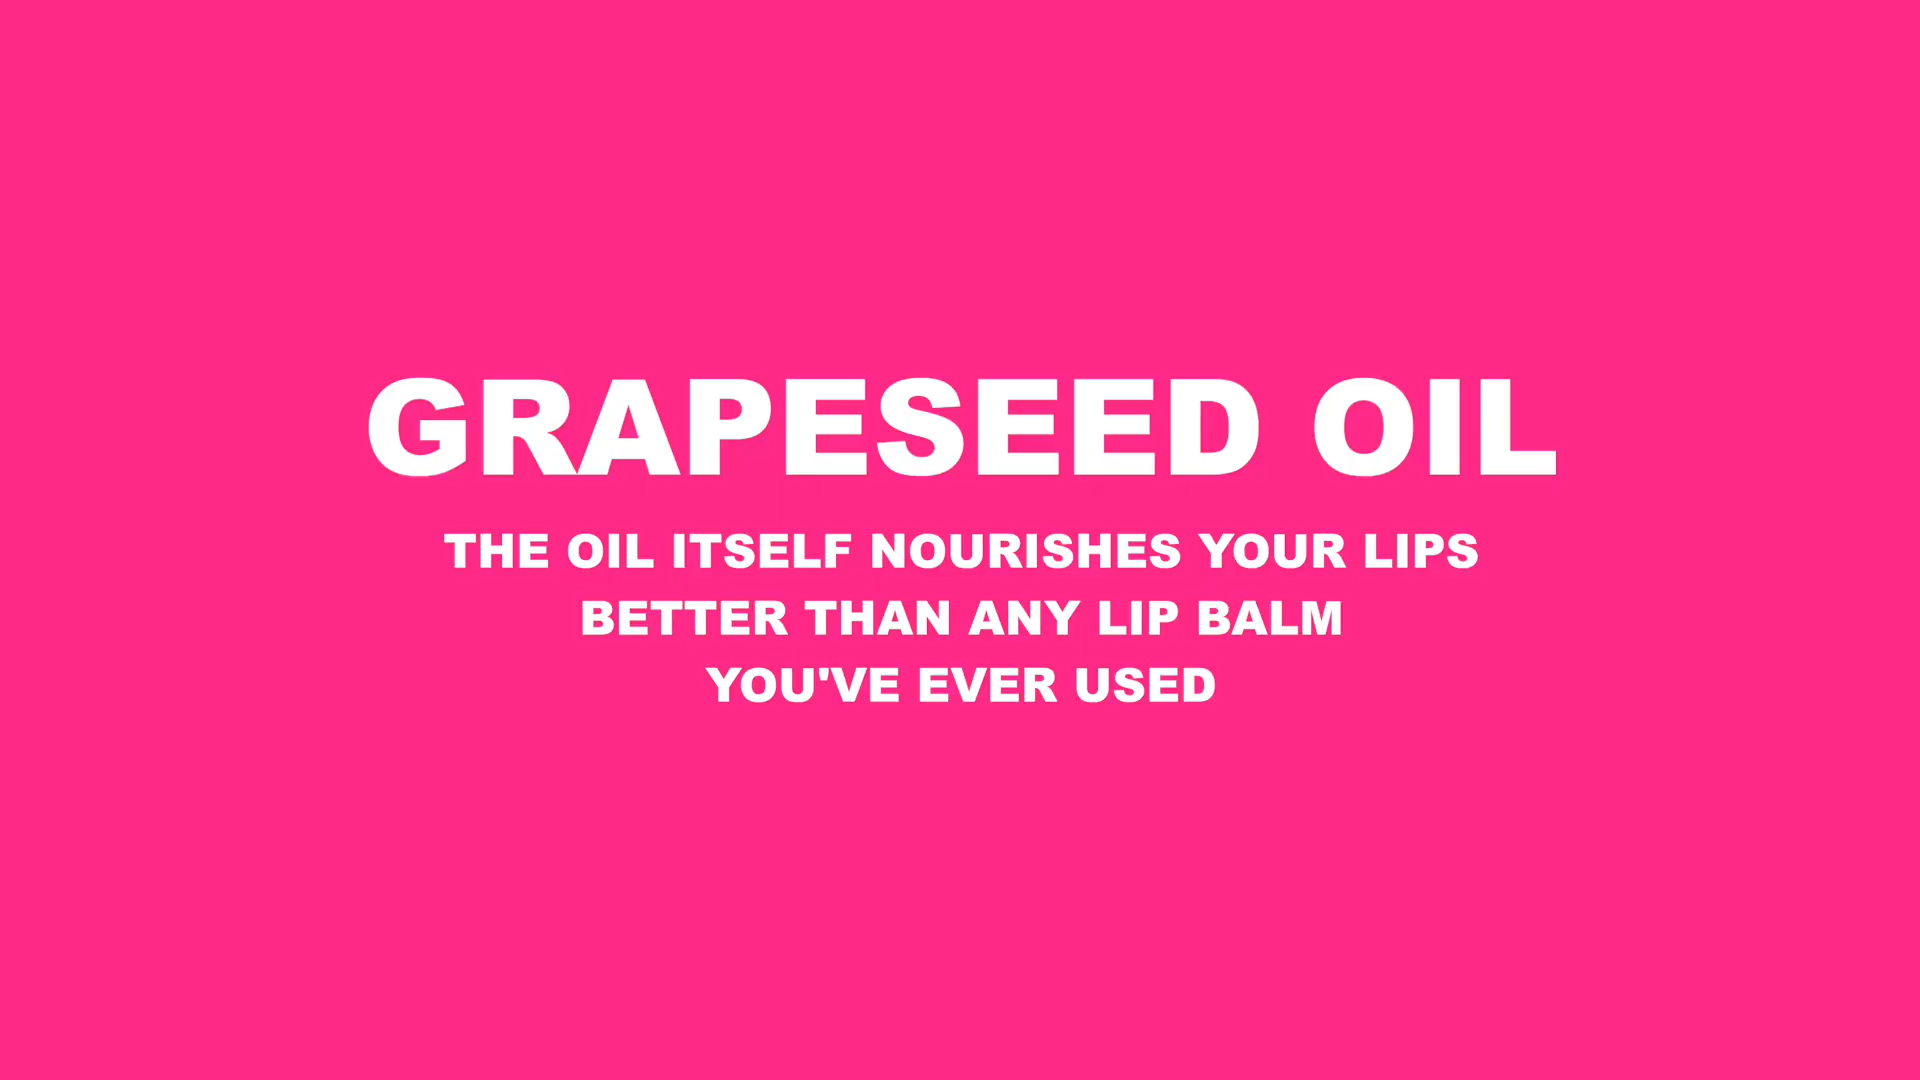 GRAPESEED OIL
THE OIL ITSELF NOURISHES YOUR LIPS
BETTER THAN ANY LIP BALM
YOU'VE EVER USED